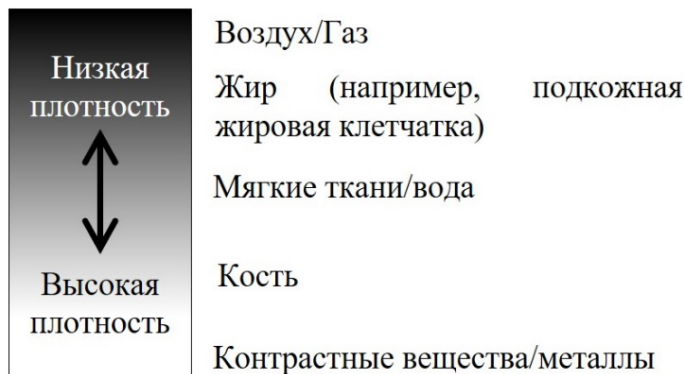 Низкая
плотность
Высокая
плотность
Воздух/Газ
Жир (например, подкожная
жировая клетчатка)
Мягкие ткани/вода
Кость
Контрастные вещества/металлы